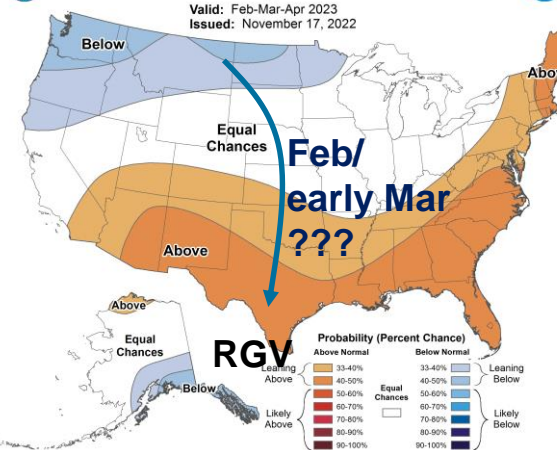 Valid: Feb-Mar-Apr 2023
Issued: November 17, 2022
Below
Equal
Chances
Feb/
early Mar
???
Above
Above
Equal
Chances
Below
RGV
Probability (Percent Chance)
Above Normal
Below Normal
Leaning
Above
33-40%
40-50%
50-60%
60-70%
70-80%
80-90%
90-100%
Likely
Above
Equal
Chances
33-40%
40-50%
50-60%
60-70%
70-80%
80-90%
90-100%
Leaning
Below
Likely
Below